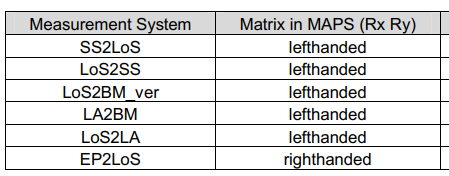 Measurement System Matrix in MAPS (Rx Ry)
SS2LoS lefthanded
LoS2SS lefthanded
LoS2BM_ver lefthanded
LA2BM lefthanded
LoS2LA lefthanded
EP2LoS righthanded